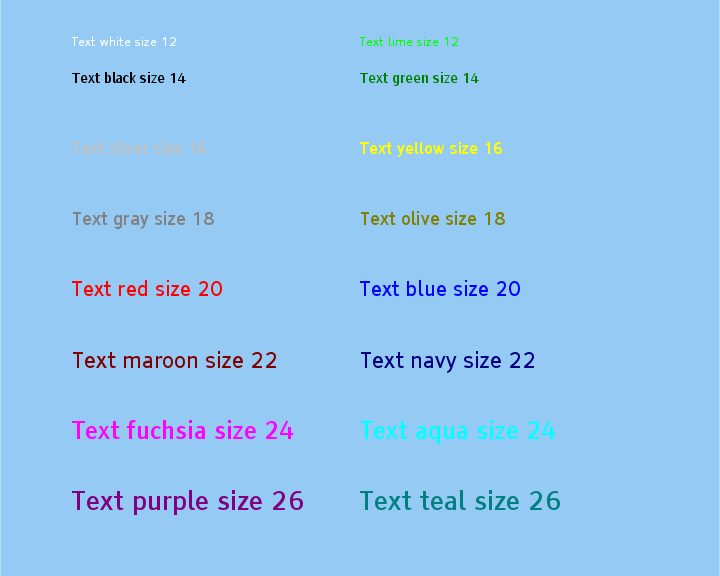 Text white size 12
Text lime size 12
Text black size 14
Text green size 14
Text silver size 16
Text yellow size 16
Text gray size 18
Text olive size 18
Text red size 20
Text blue size 20
Text maroon size 22
Text navy size 22
Text fuchsia size 24
Text aqua size 24
Text purple size 26
Text teal size 26